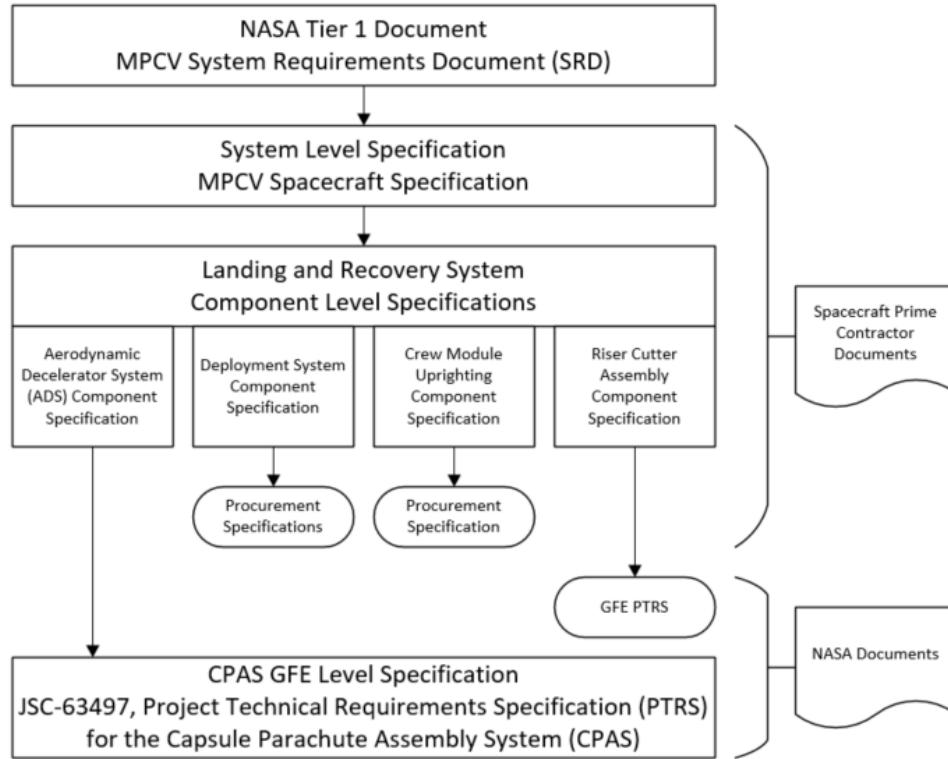 NASA Tier 1 Document
MPCV System Requirements Document (SRD)
System Level Specification
MPCV Spacecraft Specification
Landing and Recovery System
Component Level Specifications
Aerodynamic
Decelerator System
(ADS) Component
Specification
Deployment System
Component
Specification
Crew Module
Uprighting
Component
Specification
Riser Cutter
Assembly
Component
Specification
Procurement
Specifications
Procurement
Specification
GFE PTRS
CPAS GFE Level Specification
JSC-63497, Project Technical Requirements Specification (PTRS)
for the Capsule Parachute Assembly System (CPAS)
Spacecraft Prime
Contractor
Documents
NASA Documents